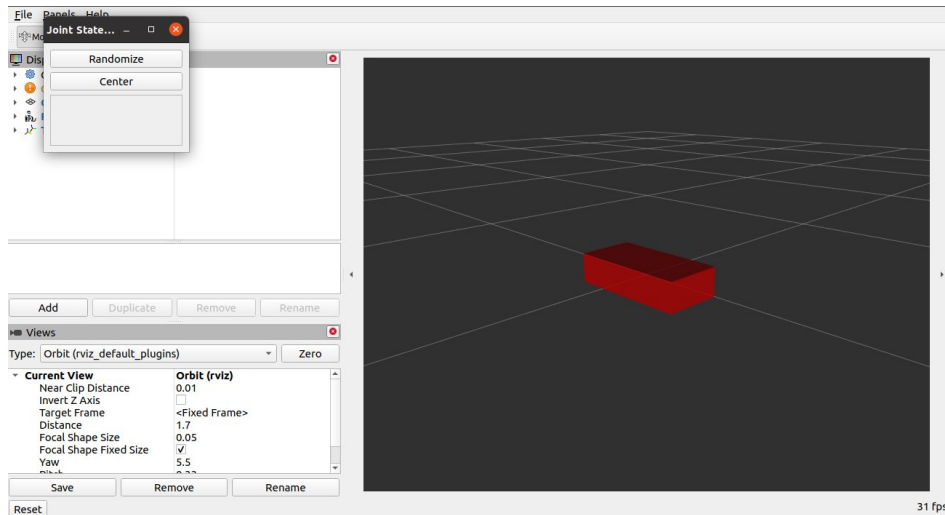 File Panels Help
Joint State...
Mo
Randomize
Disp
Center
Add Duplicate Remove Rename
Views
Type: Orbit (rviz_default_plugins) Zero
Current View Orbit (rviz)
Near Clip Distance 0.01
Invert Z Axis
Target Frame <Fixed Frame>
Distance 1.7
Focal Shape Size 0.05
Focal Shape Fixed Size ✓
Yaw 5.5
Save Remove Rename
Reset 31 fps